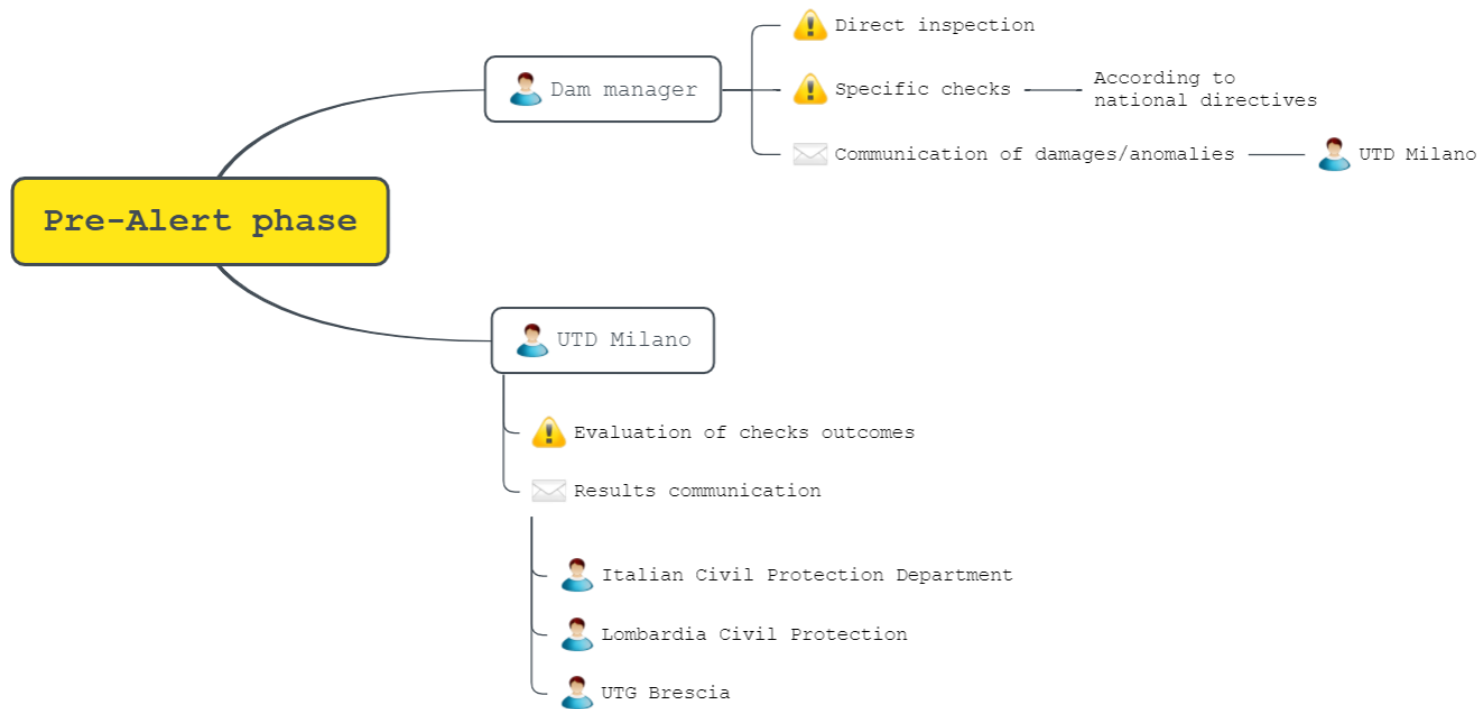 Direct inspection
Dam manager
Specific checks
According to
national directives
Communication of damages/anomalies
UTD Milano
Pre-Alert phase
UTD Milano
Evaluation of checks outcomes
Results communication
Italian Civil Protection Department
Lombardia Civil Protection
UTG Brescia